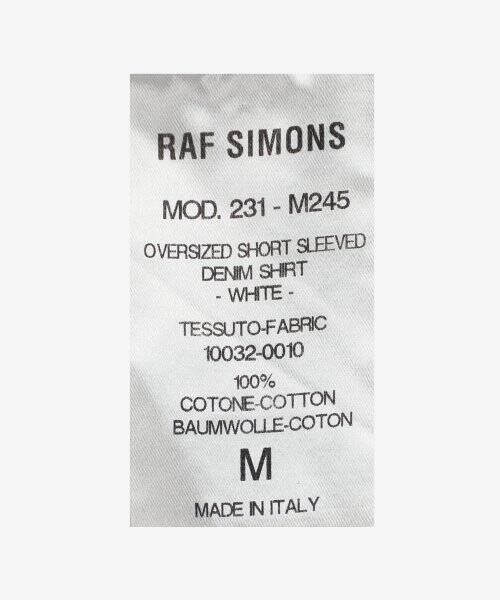 RAF SIMONS
MOD. 231 - M245
OVERSIZED SHORT SLEEVED
DENIM SHIRT
- WHITE -
TESSUTO-FABRIC
10032-0010
100%
COTONE-COTTON
BAUMWOLLE-COTON
M
MADE IN ITALY